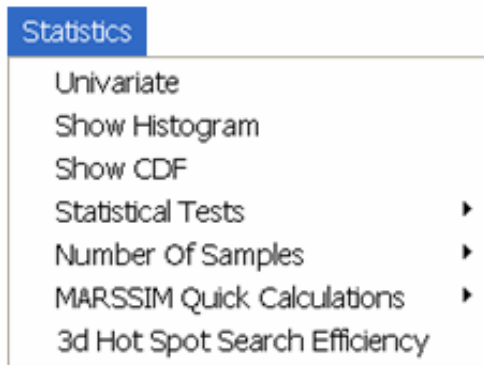 Statistics
Univariate
Show Histogram
Show CDF
Statistical Tests
Number Of Samples
MARSSIM Quick Calculations
3d Hot Spot Search Efficiency